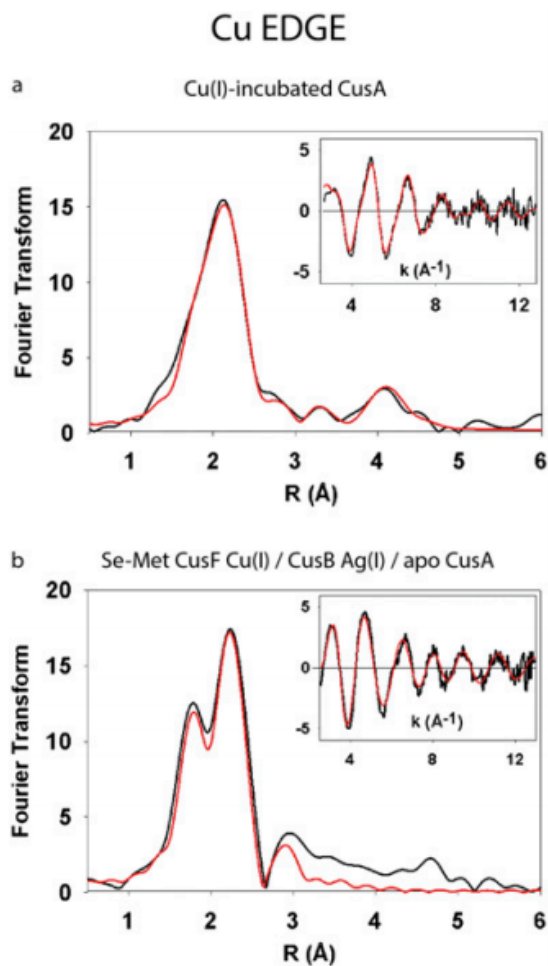 Cu EDGE
a
Cu(I)-incubated CusA
20
15
10
5
0
Fourier Transform
1 2 3 4 5 6
R (Å)
5
0
-5
k (Å-1)
4 8 12
b
Se-Met CusF Cu(I) / CusB Ag(I) / apo CusA
20
15
10
5
0
Fourier Transform
1 2 3 4 5 6
R (Å)
5
0
-5
k (Å-1)
4 8 12